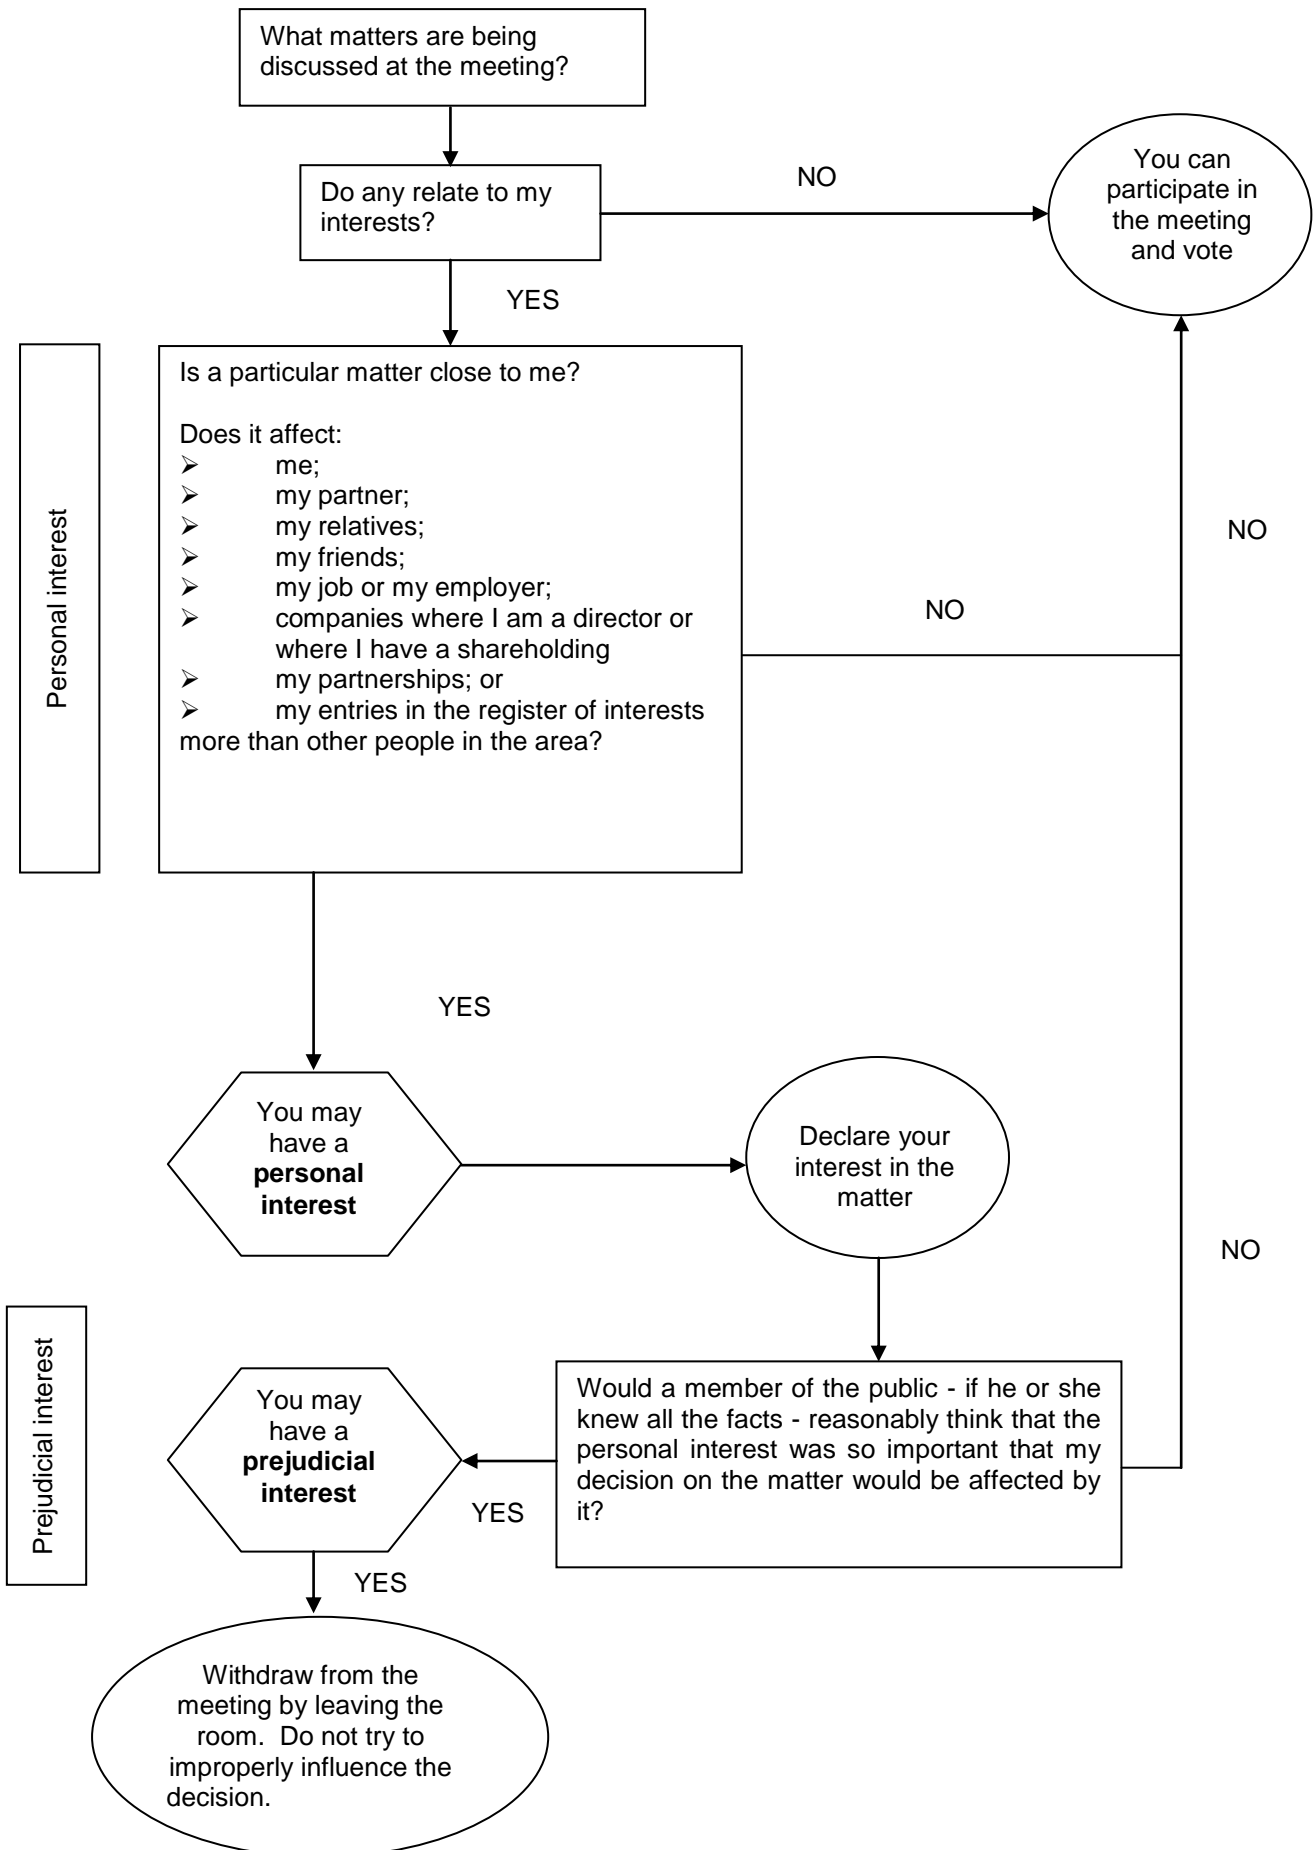 What matters are being
discussed at the meeting?
Do any relate to my
interests?
NO
You can
participate in
the meeting
and vote
YES
Personal interest
Is a particular matter close to me?
Does it affect:
➢ me;
➢ my partner;
➢ my relatives;
➢ my friends;
➢ my job or my employer;
➢ companies where I am a director or
where I have a shareholding
➢ my partnerships; or
➢ my entries in the register of interests
more than other people in the area?
NO
NO
YES
You may
have a
personal
interest
Declare your
interest in the
matter
NO
Prejudicial interest
You may
have a
prejudicial
interest
YES
Would a member of the public - if he or she
knew all the facts - reasonably think that the
personal interest was so important that my
decision on the matter would be affected by
it?
YES
Withdraw from the
meeting by leaving the
room.  Do not try to
improperly influence the
decision.